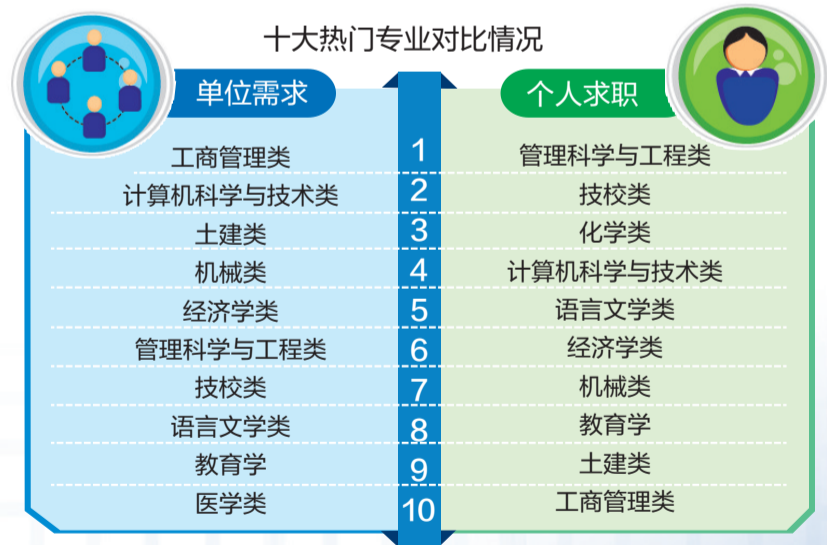 十大热门专业对比情况
单位需求 个人求职
工商管理类 1 管理科学与工程类
计算机科学与技术类 2 技校类
土建类 3 化学类
机械类 4 计算机科学与技术类
经济学类 5 语言文学类
管理科学与工程类 6 经济学类
技校类 7 机械类
语言文学类 8 教育学
教育学 9 土建类
医学类 10 工商管理类